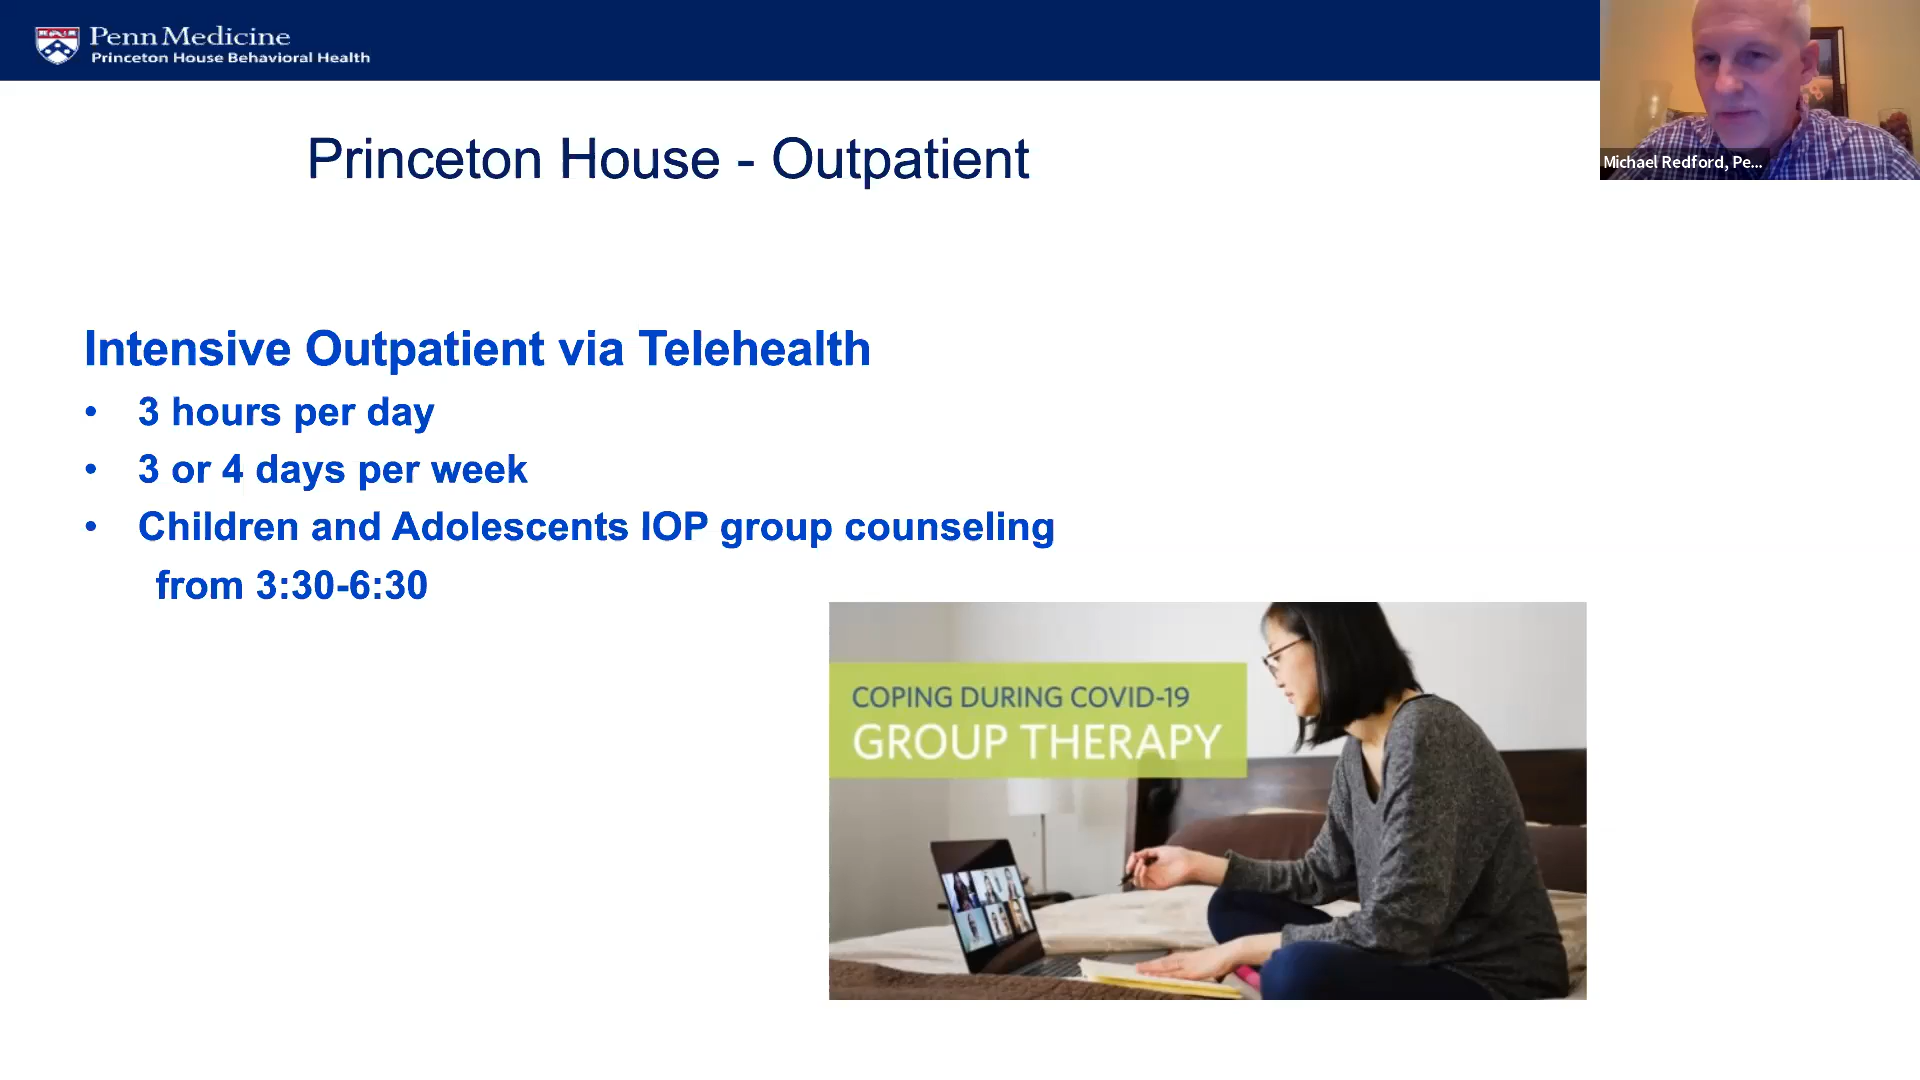 Penn Medicine
Princeton House Behavioral Health
Michael Redford, Pe...
Princeton House - Outpatient
Intensive Outpatient via Telehealth
• 3 hours per day
• 3 or 4 days per week
• Children and Adolescents IOP group counseling
from 3:30-6:30
COPING DURING COVID-19
GROUP THERAPY